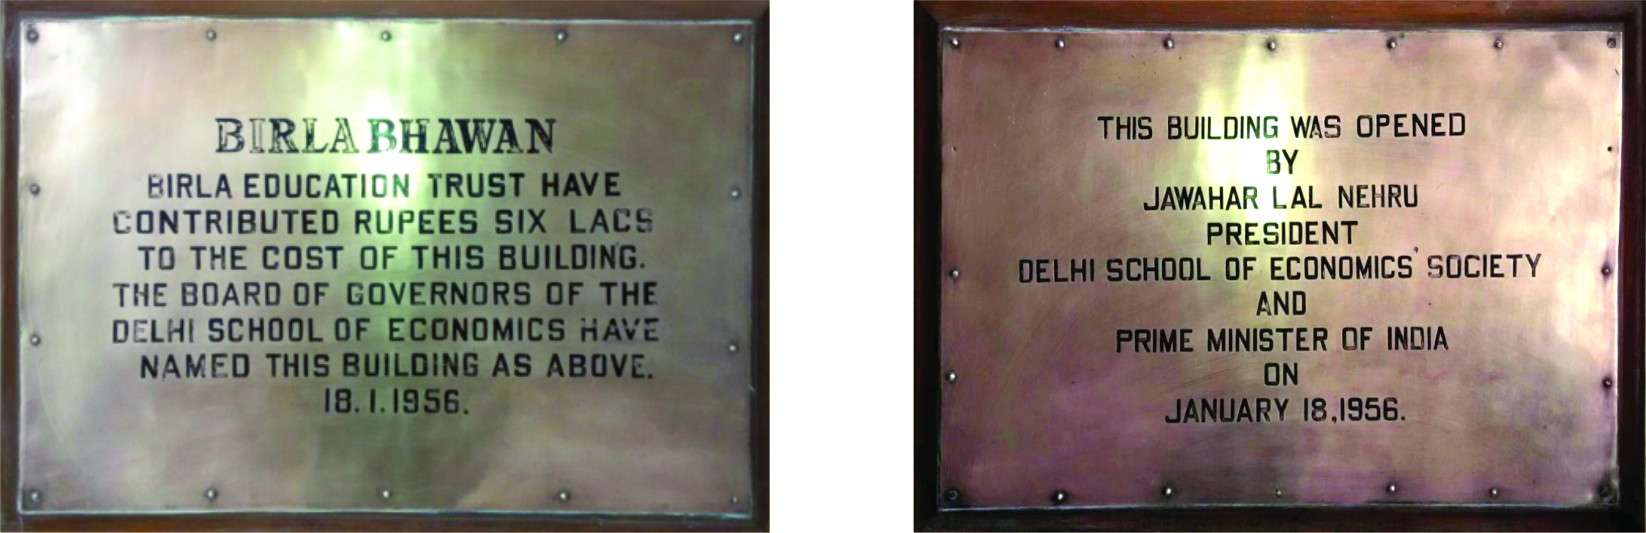 BIRLA BHAWAN
BIRLA EDUCATION TRUST HAVE
CONTRIBUTED RUPEES SIX LACS
TO THE COST OF THIS BUILDING.
THE BOARD OF GOVERNORS OF THE
DELHI SCHOOL OF ECONOMICS HAVE
NAMED THIS BUILDING AS ABOVE.
18.1.1956.
THIS BUILDING WAS OPENED
BY
JAWAHAR LAL NEHRU
PRESIDENT
DELHI SCHOOL OF ECONOMICS' SOCIETY
AND
PRIME MINISTER OF INDIA
ON
JANUARY 18,1956.